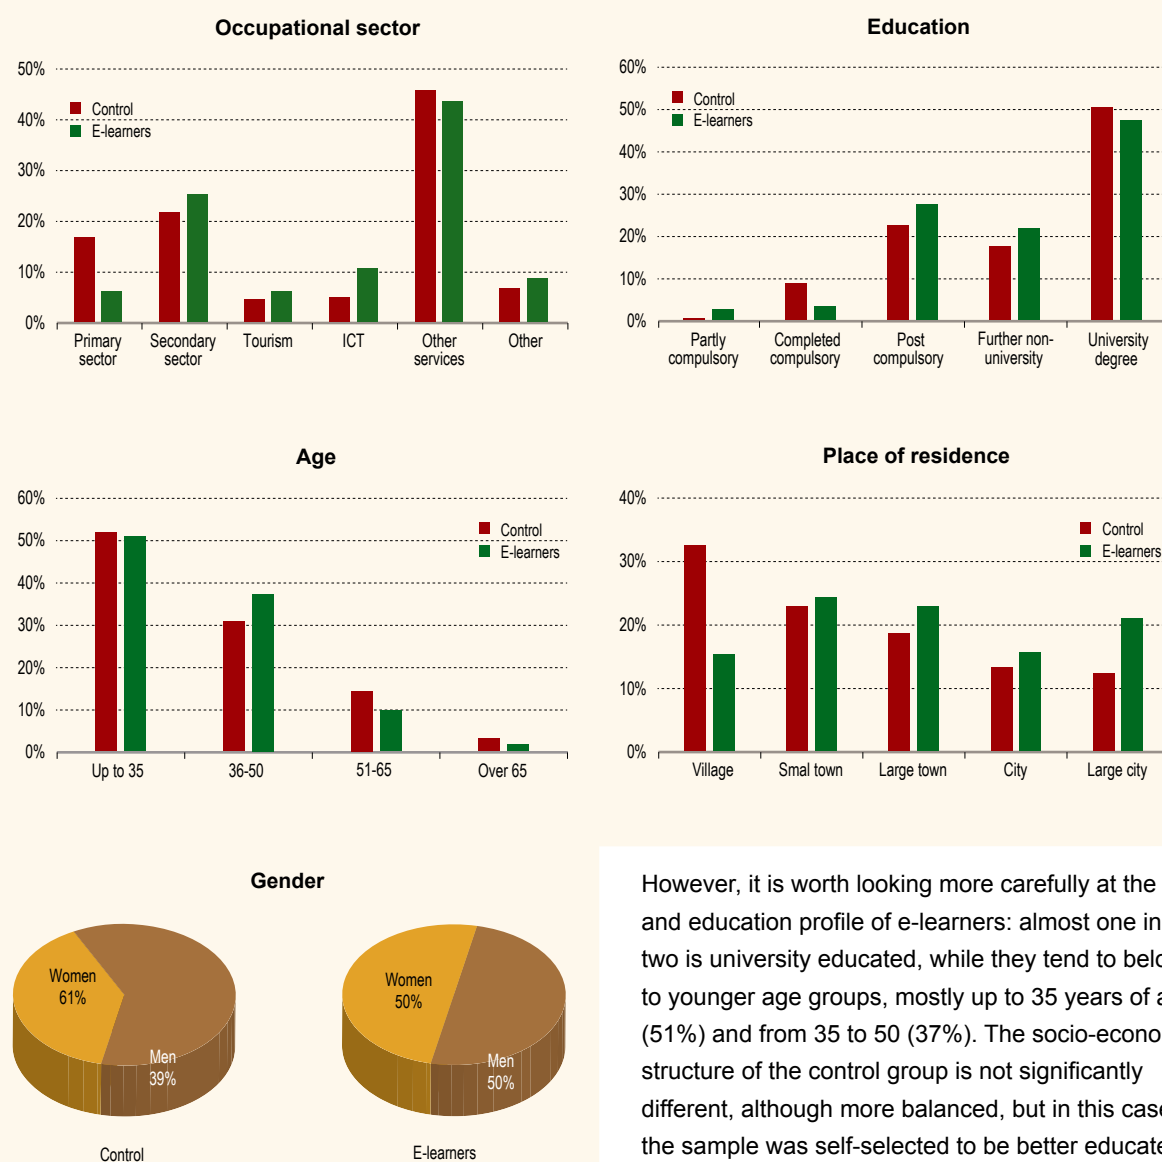 Occupational sector
50%
40%
30%
20%
10%
0%
Control
E-learners
Primary sector
Secondary sector
Tourism
ICT
Other services
Other
Education
60%
50%
40%
30%
20%
10%
0%
Control
E-learners
Partly compulsory
Completed compulsory
Post compulsory
Further non-university
University degree
Age
60%
50%
40%
30%
20%
10%
0%
Control
E-learners
Up to 35
36-50
51-65
Over 65
Place of residence
40%
30%
20%
10%
0%
Control
E-learners
Village
Smal town
Large town
City
Large city
Gender
Women
61%
Men
39%
Control
Women
50%
Men
50%
E-learners
However, it is worth looking more carefully at the
and education profile of e-learners: almost one in
two is university educated, while they tend to
to younger age groups, mostly up to 35 years of
(51%) and from 35 to 50 (37%). The
structure of the control group is not significantly
different, although more balanced, but in this case
the sample was self-selected to be better